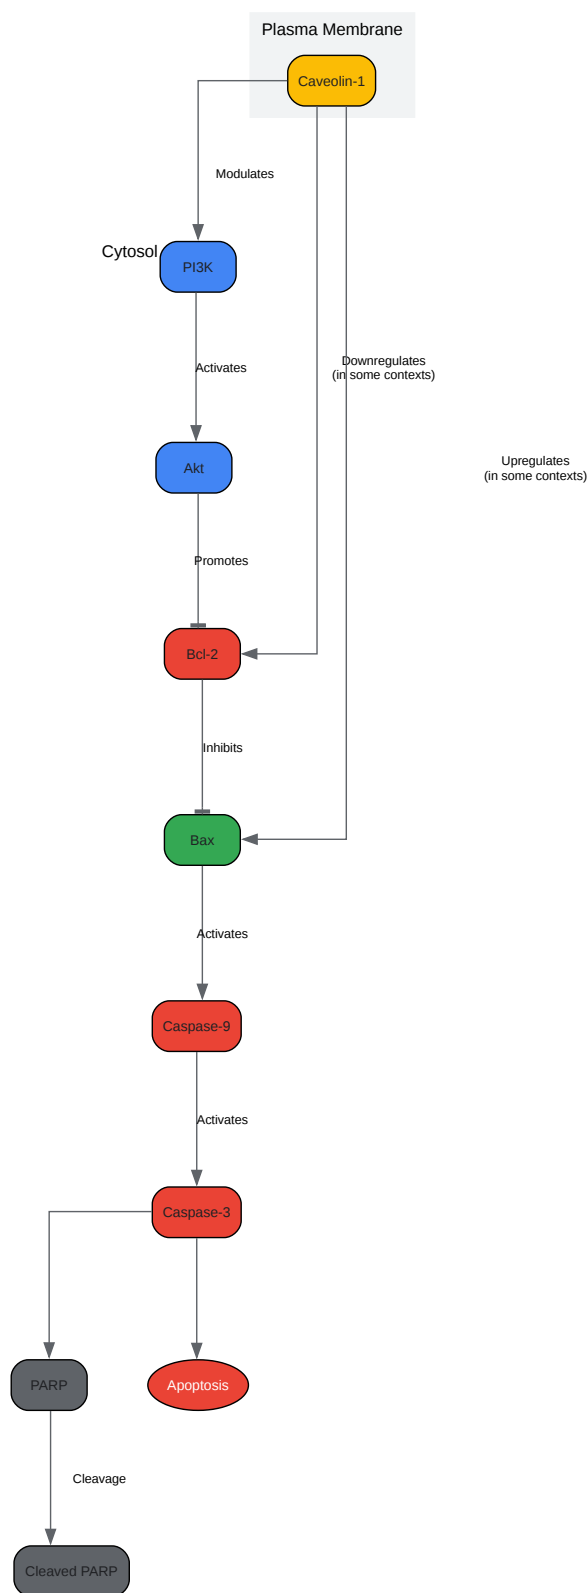 Plasma Membrane
Caveolin-1
Modulates
Cytosol
PI3K
Downregulates
(in some contexts)
Activates
Upregulates
(in some contexts)
Akt
Promotes
Bcl-2
Inhibits
Bax
Activates
Caspase-9
Activates
Caspase-3
PARP
Apoptosis
Cleavage
Cleaved PARP